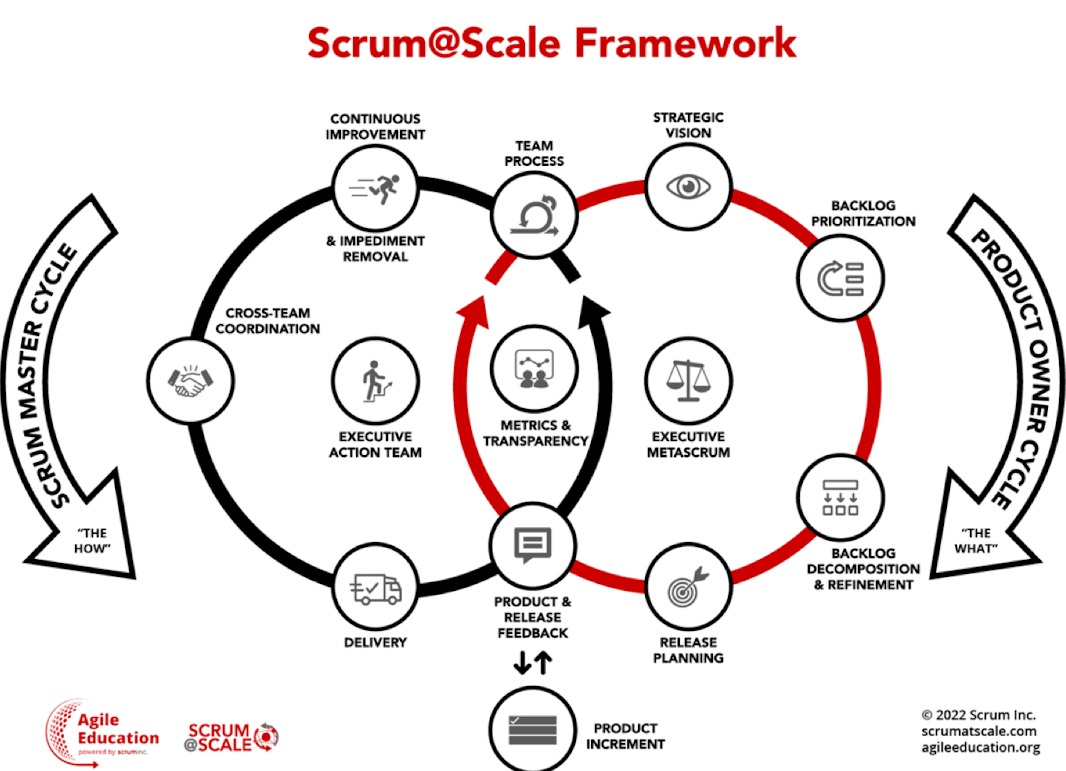 Scrum@Scale Framework
CONTINUOUS
IMPROVEMENT
& IMPEDIMENT
REMOVAL
TEAM
PROCESS
STRATEGIC
VISION
BACKLOG
PRIORITIZATION
SCRUM MASTER CYCLE
"THE
HOW"
CROSS-TEAM
COORDINATION
EXECUTIVE
ACTION TEAM
METRICS &
TRANSPARENCY
EXECUTIVE
METASCRUM
PRODUCT OWNER CYCLE
"THE
WHAT"
BACKLOG
DECOMPOSITION
& REFINEMENT
DELIVERY
PRODUCT &
RELEASE
FEEDBACK
RELEASE
PLANNING
PRODUCT
INCREMENT
Agile
Education
powered by scruminc.
SCRUM
@SCALE
© 2022 Scrum Inc.
scrumatscale.com
agileeducation.org